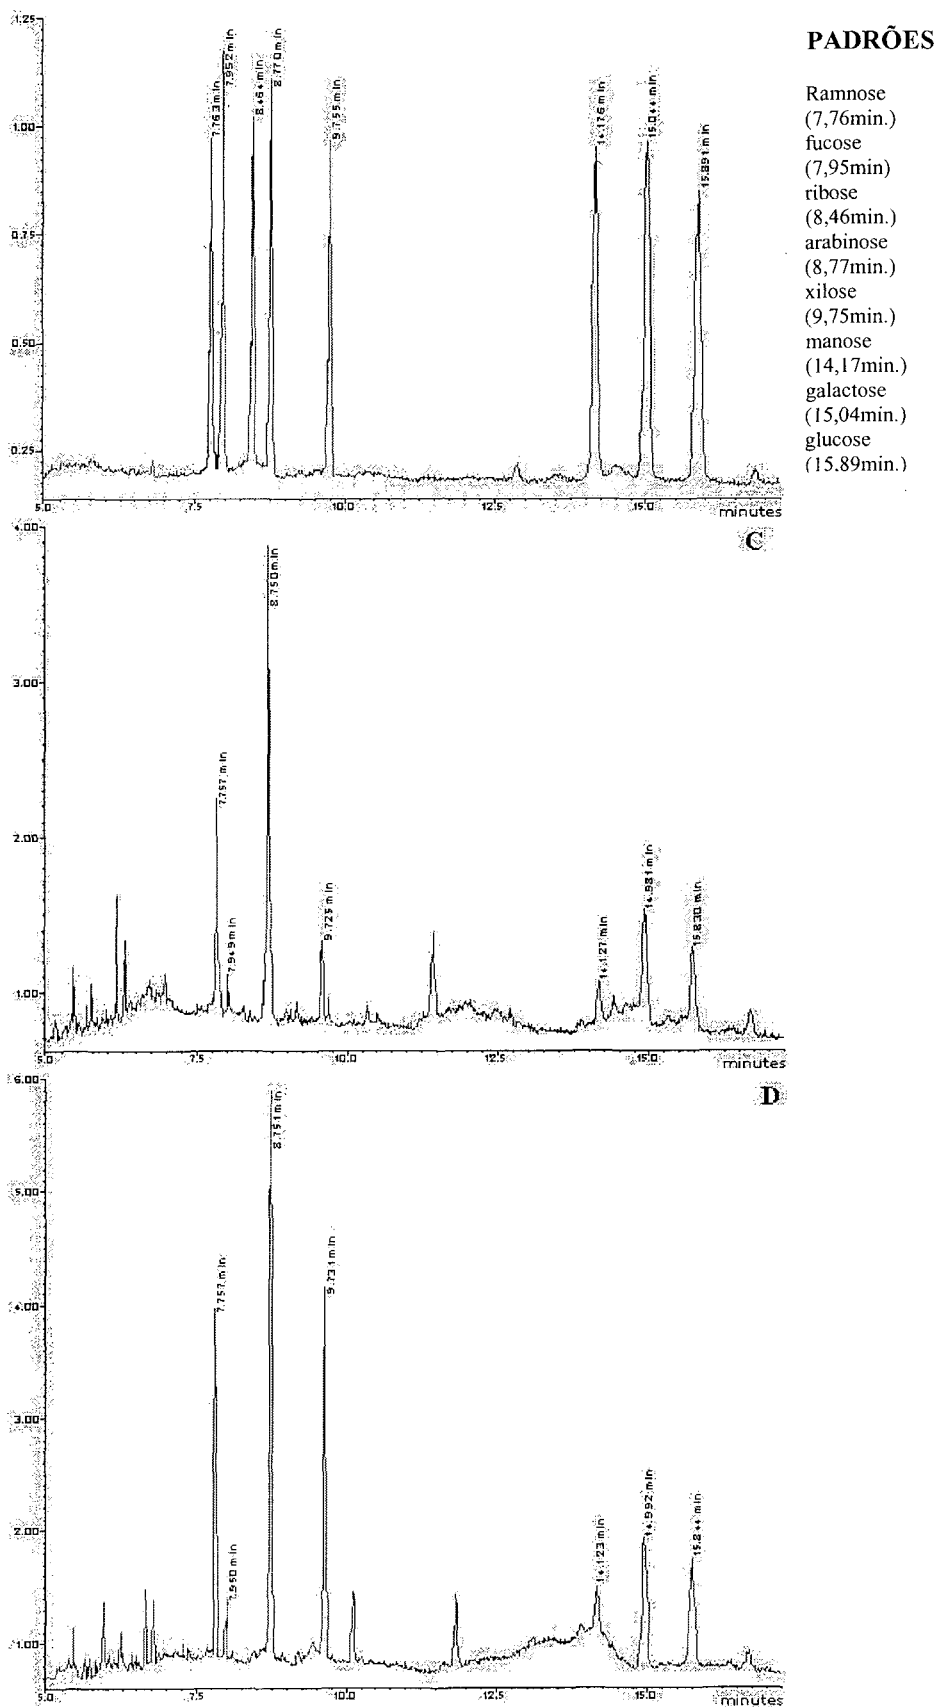 1.25
7.763 min
7.952 min
8.464 min
8.770 min
9.755 min
14.176 min
15.044 min
15.891 min
1.00
0.75
0.50
0.25
5.0
10.0
12.5
15.0
minutes
PADRÕES
Ramnose
(7,76min.)
fucose
(7,95min)
ribose
(8,46min.)
arabinose
(8,77min.)
xilose
(9,75min.)
manose
(14,17min.)
galactose
(15,04min.)
glucose
(15.89min.)
C
4.00
8.750 min
3.00
7.757 min
2.00
7.949 min
9.725 min
14.127 min
14.981 min
15.830 min
1.00
5.0
7.5
10.0
12.5
15.0
minutes
D
6.00
8.751 min
5.00
7.757 min
9.731 min
4.00
3.00
2.00
7.950 min
14.123 min
14.992 min
15.844 min
1.00
5.0
7.5
10.0
12.5
15.0
minutes